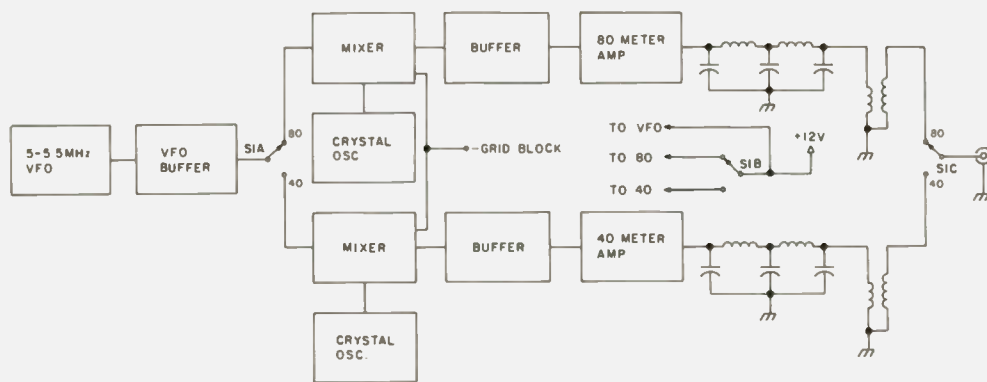 MIXER
BUFFER
80 METER
AMP
5-5.5MHz
VFO
VFO
BUFFER
S1A
80
40
CRYSTAL
OSC
-GRID BLOCK
TO VFO
TO 80
TO 40
+12V
S1B
80
S1C
40
MIXER
BUFFER
40 METER
AMP
CRYSTAL
OSC.